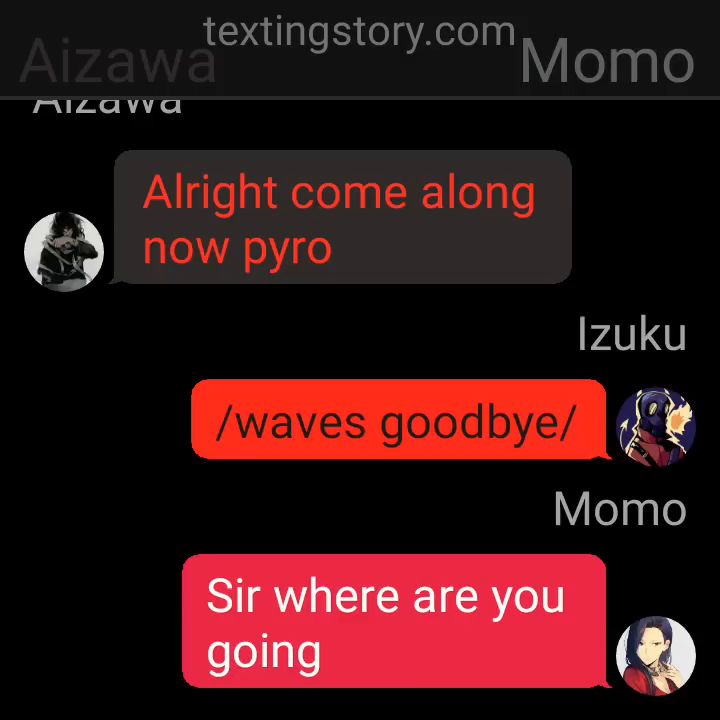 textingstory.com
Aizawa
Momo
Aizawa
Alright come along
now pyro
Izuku
/waves goodbye/
Momo
Sir where are you
going